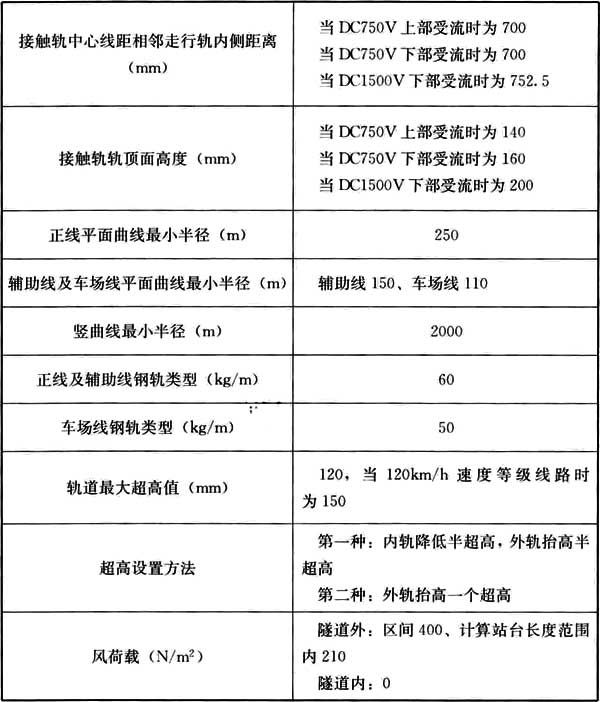 接触轨中心线距相邻走行轨内侧距离
（mm）
当 DC750V 上部受流时为 700
当 DC750V 下部受流时为 700
当 DC1500V 下部受流时为 752.5
接触轨轨顶面高度（mm）
当 DC750V 上部受流时为 140
当 DC750V 下部受流时为 160
当 DC1500V 下部受流时为 200
正线平面曲线最小半径（m）
250
辅助线及车场线平面曲线最小半径（m）
辅助线 150、车场线 110
竖曲线最小半径（m）
2000
正线及辅助线钢轨类型（kg/m）
60
车场线钢轨类型（kg/m）
50
轨道最大超高值（mm）
120，当 120km/h 速度等级线路时
为 150
超高设置方法
第一种：内轨降低半超高，外轨抬高半
超高
第二种：外轨抬高一个超高
风荷载（N/m²）
隧道外：区间 400、计算站台长度范围
内 210
隧道内：0